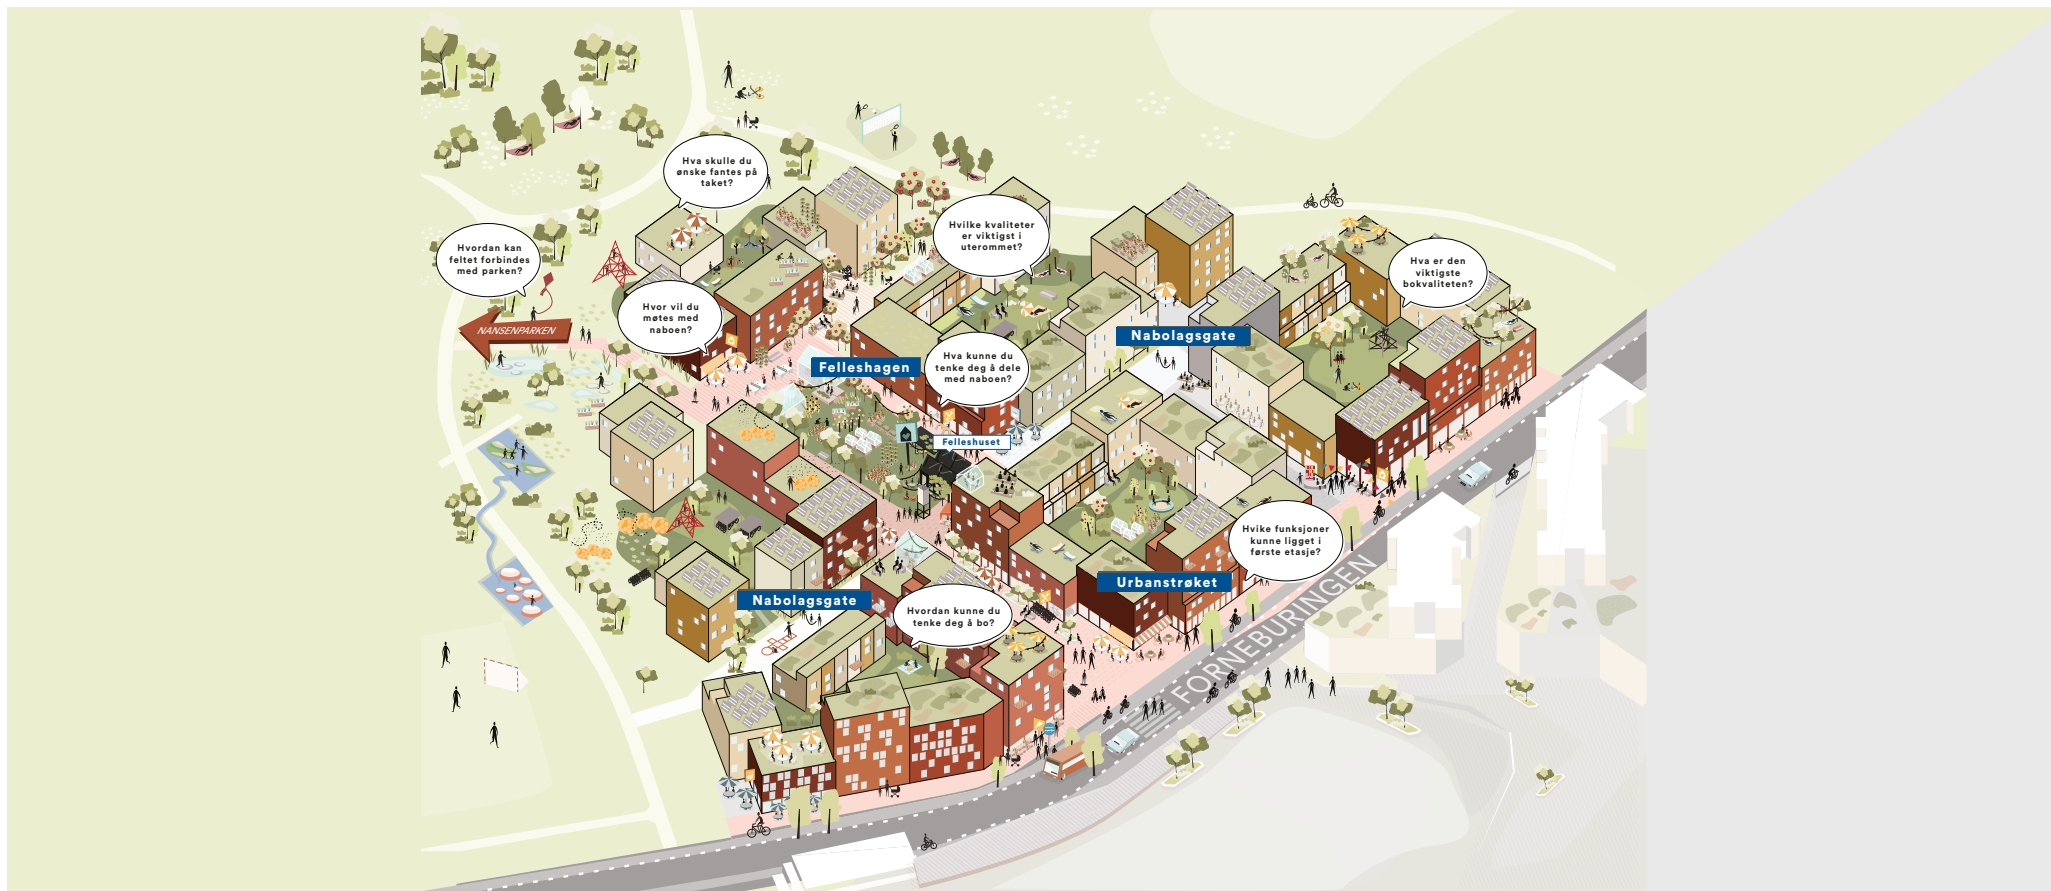 Hva skulle du
ønske fantes på
taket?
Hvordan kan
feltet forbindes
med parken?
Hvilke kvaliteter
er viktigst i
uterommet?
Hva er den
viktigste
bokvaliteten?
Hvor vil du
møtes med
naboen?
NANSENPARKEN
Nabolagsgate
Felleshagen
Hva kunne du
tenke deg å dele
med naboen?
Felleshuset
Hvike funksjoner
kunne ligget i
første etasje?
Urbanstrøket
Nabolagsgate
Hvordan kunne du
tenke deg å bo?
FORNEBURINGEN